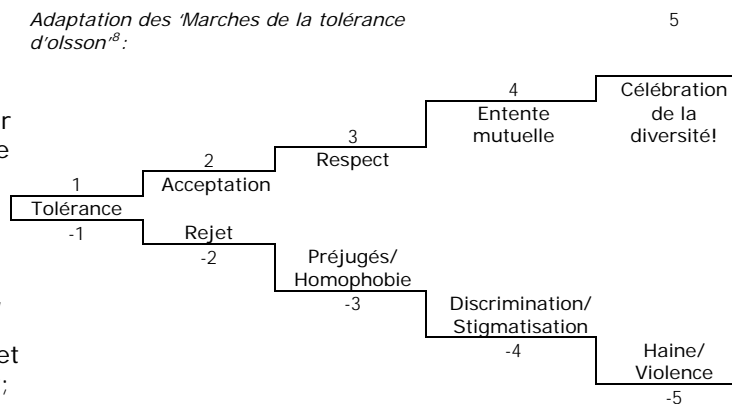 Adaptation des 'Marches de la tolérance
d'olsson'⁸:
5
4
Célébration
de la
diversité!
Entente
mutuelle
3
Respect
2
Acceptation
1
Tolérance
-1
Rejet
-2
Préjugés/
Homophobie
-3
Discrimination/
Stigmatisation
-4
Haine/
Violence
-5
r
e
et
;